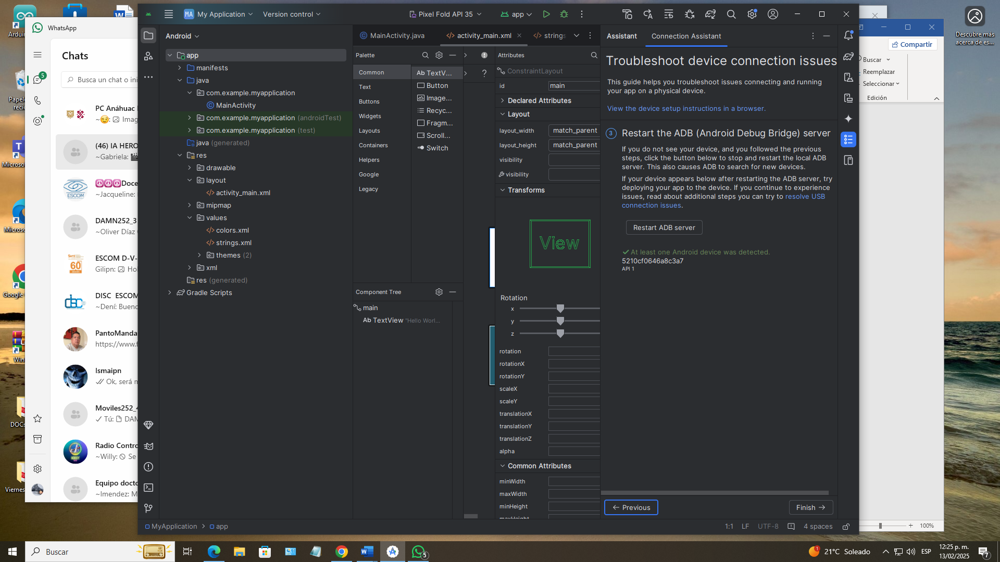 Arduin
WhatsApp
Chats
Busca un chat o ini
5
PC Anáhuac
~😏: Imag
(46) IA HERO
~Gabriela: 🎬
☮️☮️☮️Doce
~Jacqueline:
DAMN252_3
~Oliver Díaz
ESCOM D-V-
Gilipn: Hol
DISC ESCOM
~Dení: Bueno
PantoManda
https://www.f
Ismaipn
Ok, será m
Moviles252_4
Tú: DAM
Radio Contro
~Willy: Se
Equipo docto
~Imendez: M
Papele
reci
Microso
Microso
Google
Win
DOCs
Viernes
MA My Application
Version control
Pixel Fold API 35
app
Android
app
manifests
java
com.example.myapplication
MainActivity
com.example.myapplication (androidTest)
com.example.myapplication (test)
java (generated)
res
drawable
layout
activity_main.xml
mipmap
values
colors.xml
strings.xml
themes (2)
xml
res (generated)
Gradle Scripts
MainActivity.java
activity_main.xml
strings
Palette
Common
Text
Buttons
Widgets
Layouts
Containers
Helpers
Google
Legacy
Ab TextV...
Button
Image...
Recyc...
Fragm...
Scroll...
Switch
Component Tree
main
Ab TextView "Hello Worl...
Attributes
ConstraintLayout
id main
Declared Attributes
Layout
layout_width match_parent
layout_height match_parent
visibility
visibility
Transforms
View
Rotation
x
y
z
rotation
rotationX
rotationY
scaleX
scaleY
translationX
translationY
translationZ
alpha
Common Attributes
minWidth
maxWidth
minHeight
maxHeight
Assistant
Connection Assistant
Troubleshoot device connection issues
This guide helps you troubleshoot issues connecting and running
your app on a physical device.
View the device setup instructions in a browser.
3 Restart the ADB (Android Debug Bridge) server
If you do not see your device, and you followed the previous
steps, click the button below to stop and restart the local ADB
server. This also causes ADB to search for new devices.
If your device appears below after restarting the ADB server, try
deploying your app to the device. If you continue to experience
issues, read about additional steps you can try to resolve USB
connection issues.
Restart ADB server
At least one Android device was detected.
5210cf0646a8c3a7
API 1
← Previous
Finish →
MyApplication > app
1:1 LF UTF-8 4 spaces
Compartir
Buscar
Reemplazar
Seleccionar
Edición
100%
Descubre más
acerca de es...
Buscar
5
1
21°C Soleado
ESP
12:25 p. m.
13/02/2025
7